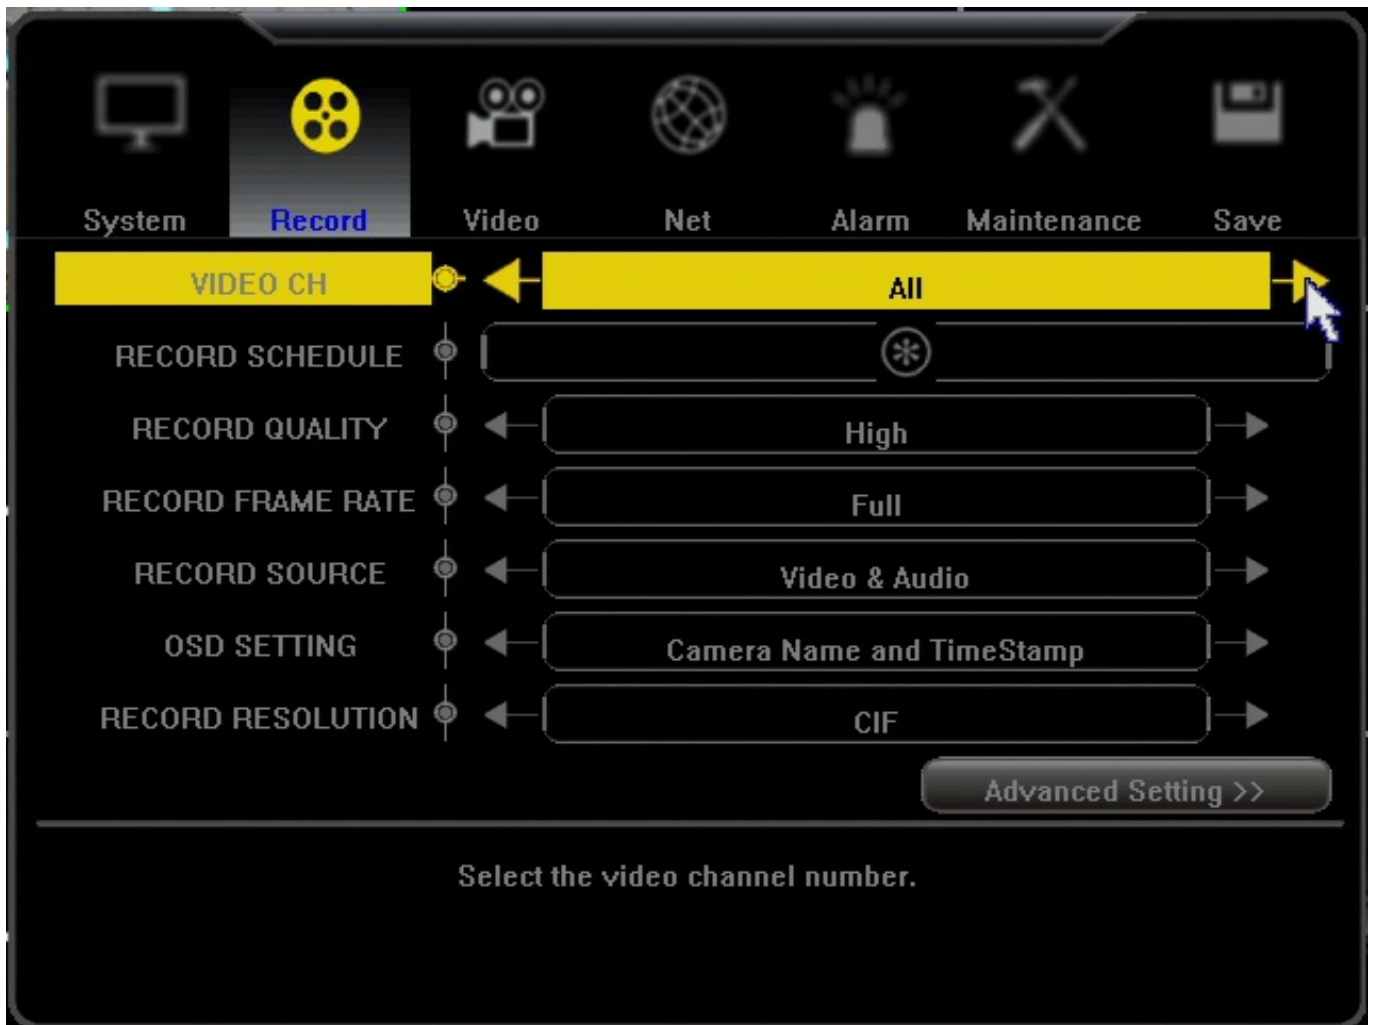 System Record Video Net Alarm Maintenance Save
VIDEO CH All
RECORD SCHEDULE
RECORD QUALITY High
RECORD FRAME RATE Full
RECORD SOURCE Video & Audio
OSD SETTING Camera Name and TimeStamp
RECORD RESOLUTION CIF
Advanced Setting >>
Select the video channel number.